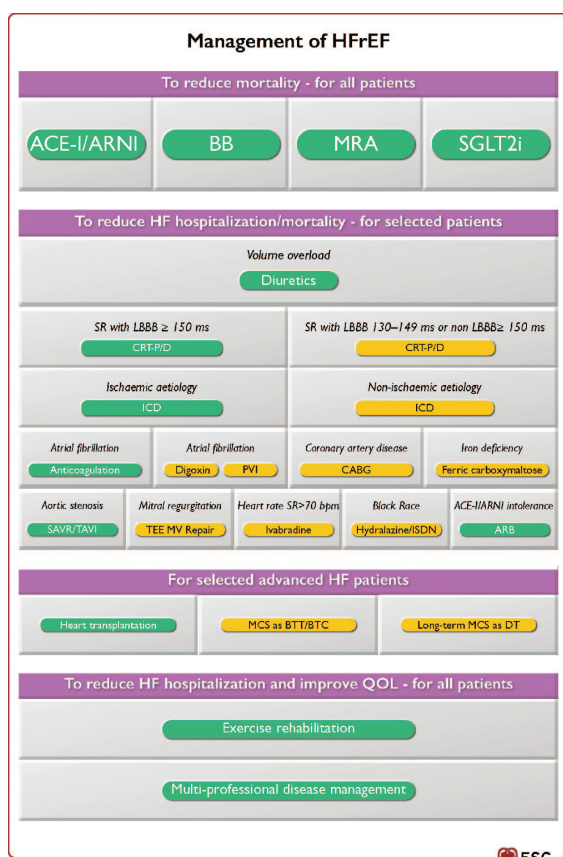 Management of HFrEF
To reduce mortality - for all patients
ACE-I/ARNI
BB
MRA
SGLT2i
To reduce HF hospitalization/mortality - for selected patients
Volume overload
Diuretics
SR with LBBB ≥ 150 ms
CRT-P/D
SR with LBBB 130–149 ms or non LBBB≥ 150 ms
CRT-P/D
Ischaemic aetiology
ICD
Non-ischaemic aetiology
ICD
Atrial fibrillation
Anticoagulation
Atrial fibrillation
Digoxin
PVI
Coronary artery disease
CABG
Iron deficiency
Ferric carboxymaltose
Aortic stenosis
SAVR/TAVI
Mitral regurgitation
TEE MV Repair
Heart rate SR>70 bpm
Ivabradine
Black Race
Hydralazine/ISDN
ACE-I/ARNI intolerance
ARB
For selected advanced HF patients
Heart transplantation
MCS as BTT/BTC
Long-term MCS as DT
To reduce HF hospitalization and improve QOL - for all patients
Exercise rehabilitation
Multi-professional disease management
ESC